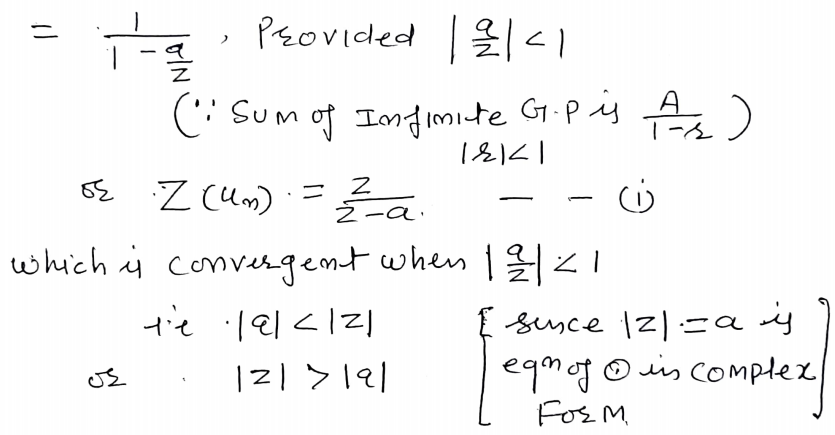 = 1/(1 - a/z), Provided |a/z| < 1
(∵ Sum of Infinite G.P is A/(1-r))
|r|<1
or Z(un) = z/(z-a). - - (i)
which is convergent when |a/z| < 1
i.e |a| < |z| [since |z| = a is
or |z| > |a| eqn of ⊙ in complex
Form]